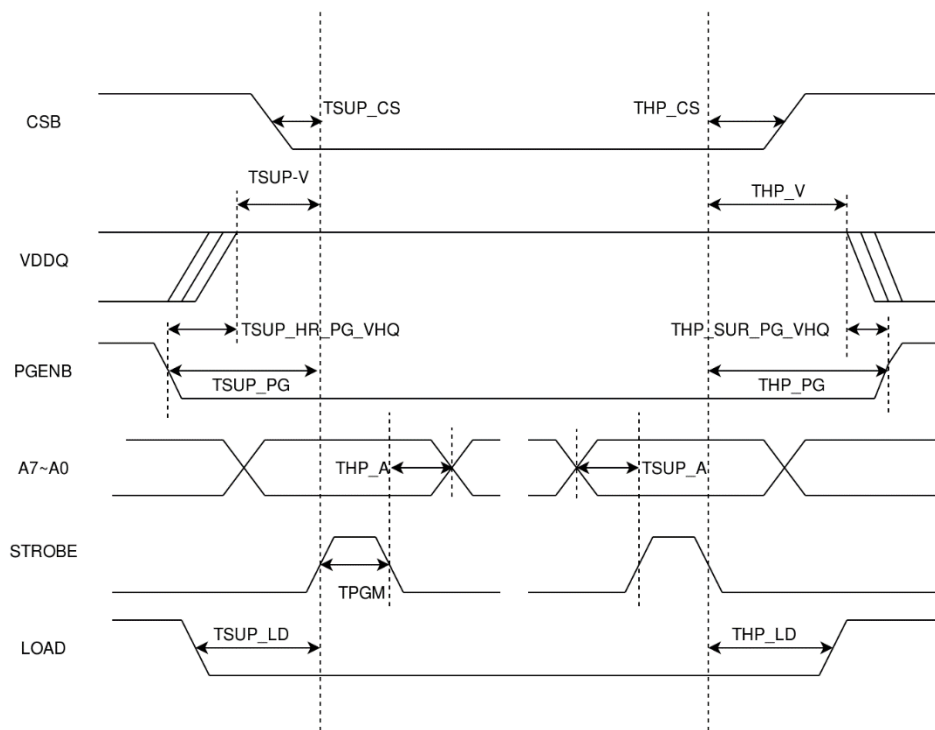 TSUP_CS
THP_CS
CSB
TSUP-V
THP_V
VDDQ
TSUP_HR_PG_VHQ
THP_SUR_PG_VHQ
PGENB
TSUP_PG
THP_PG
A7~A0
THP_A
TSUP_A
STROBE
TPGM
TSUP_LD
THP_LD
LOAD